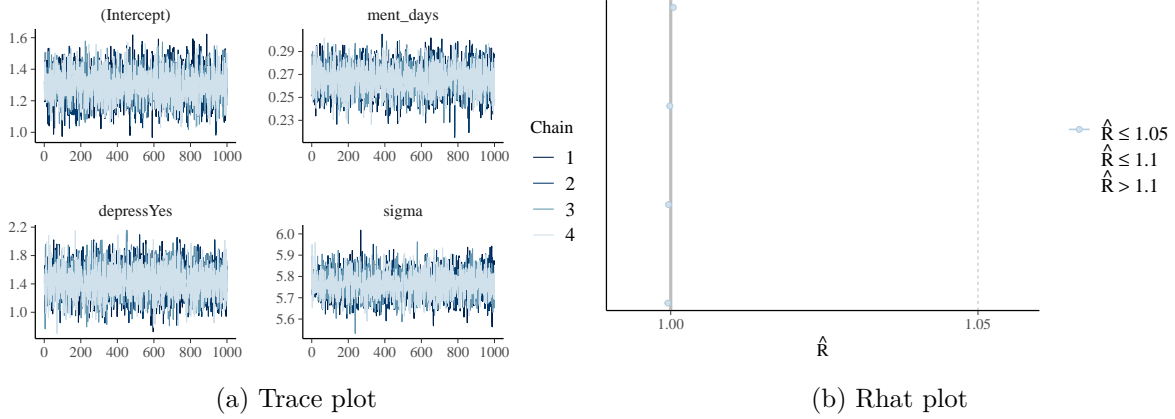 (Intercept)
ment_days
1.6
1.4
1.2
1.0
0.29
0.27
0.25
0.23
0 200 400 600 800 1000
0 200 400 600 800 1000
depressYes
sigma
2.2
1.8
1.4
1.0
6.0
5.9
5.8
5.7
5.6
0 200 400 600 800 1000
0 200 400 600 800 1000
Chain
1
2
3
4
(a) Trace plot
1.00 1.05
R̂
R̂ ≤ 1.05
R̂ ≤ 1.1
R̂ > 1.1
(b) Rhat plot